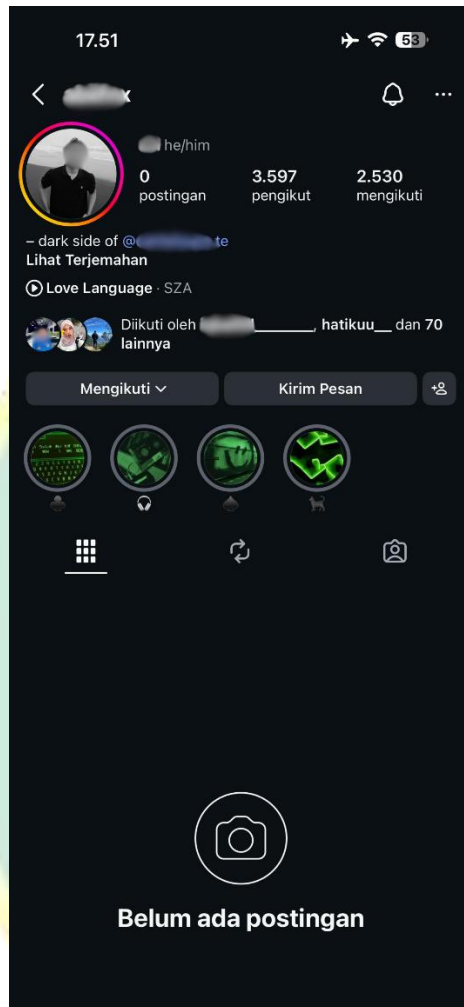 17.51
53
he/him
0 3.597 2.530
postingan pengikut mengikuti
– dark side of @
Lihat Terjemahan
Love Language · SZA
Diikuti oleh , hatikuu__ dan 70
lainnya
Mengikuti Kirim Pesan
Belum ada postingan